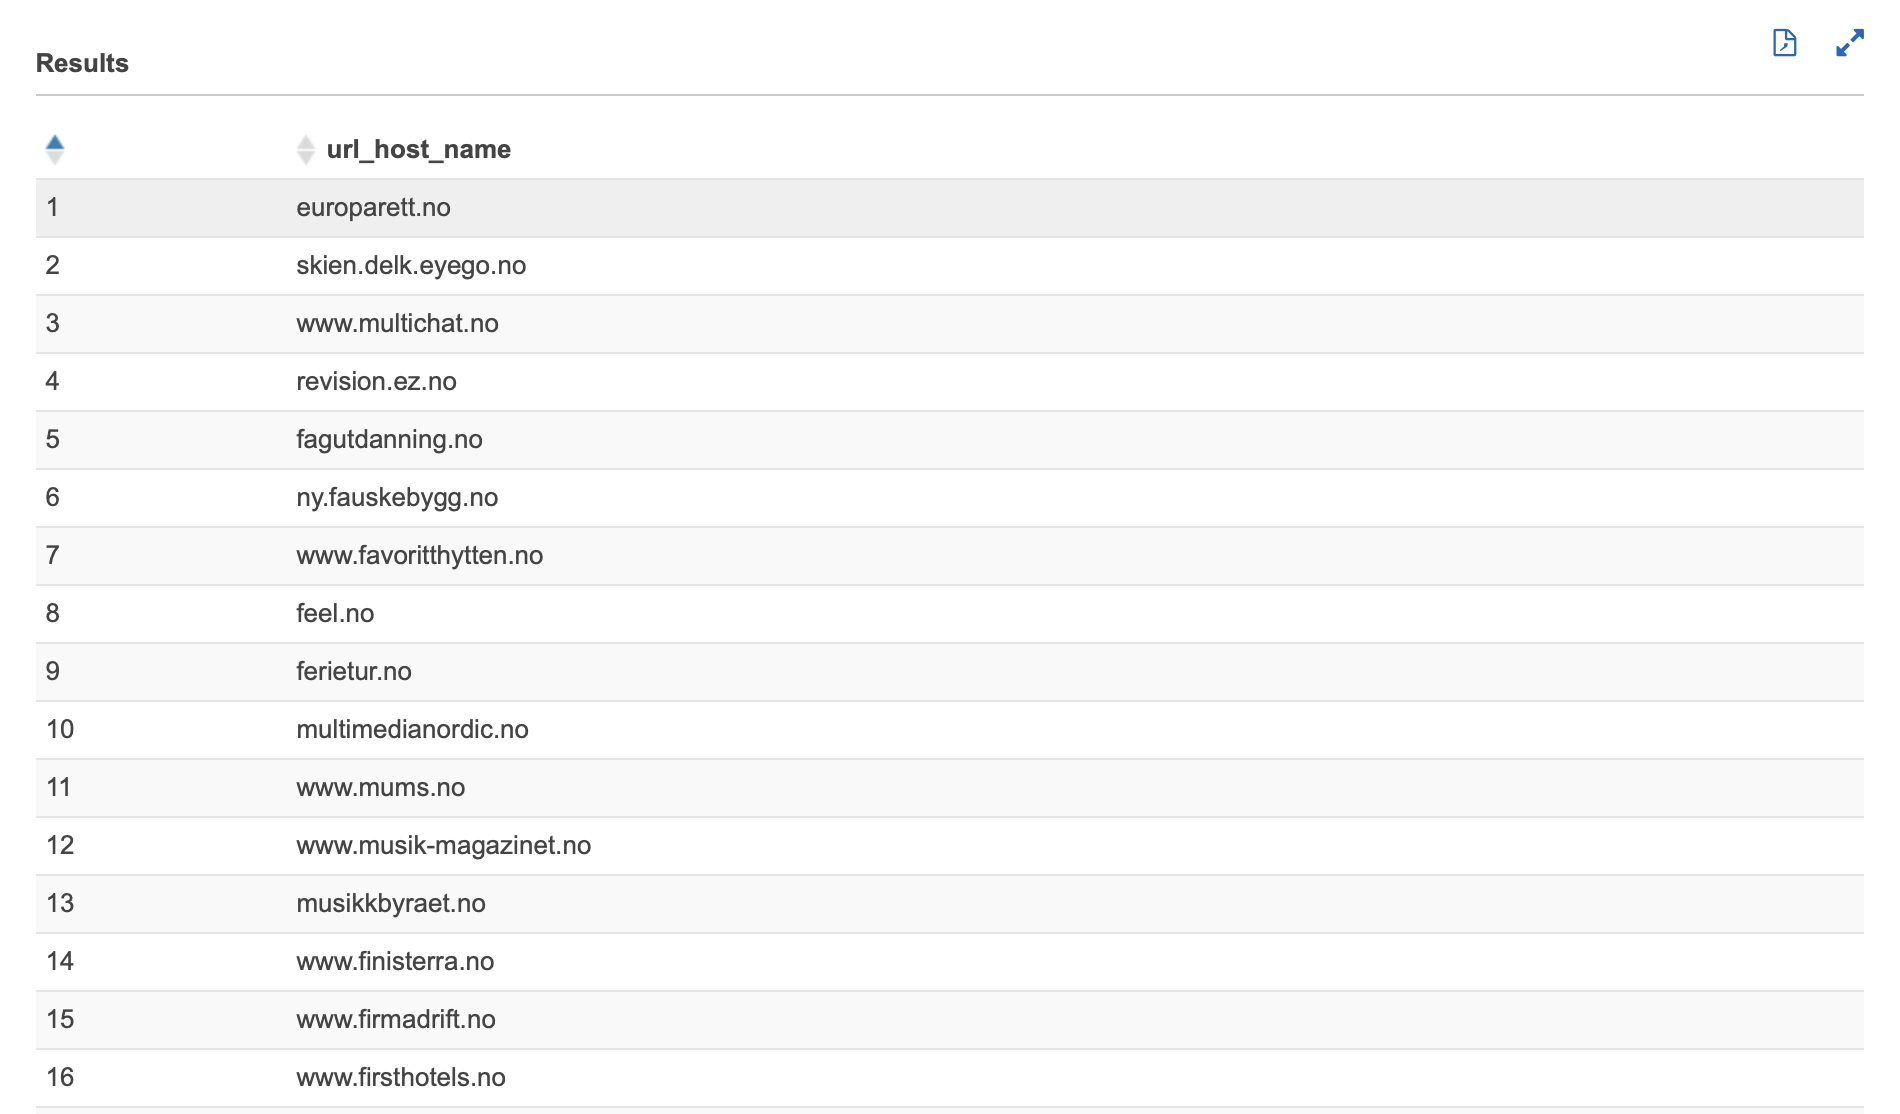 Results
url_host_name
1 europarett.no
2 skien.delk.eyego.no
3 www.multichat.no
4 revision.ez.no
5 fagutdanning.no
6 ny.fauskebygg.no
7 www.favoritthytten.no
8 feel.no
9 ferietur.no
10 multimedianordic.no
11 www.mums.no
12 www.musik-magazinet.no
13 musikkbyraet.no
14 www.finisterra.no
15 www.firmadrift.no
16 www.firsthotels.no